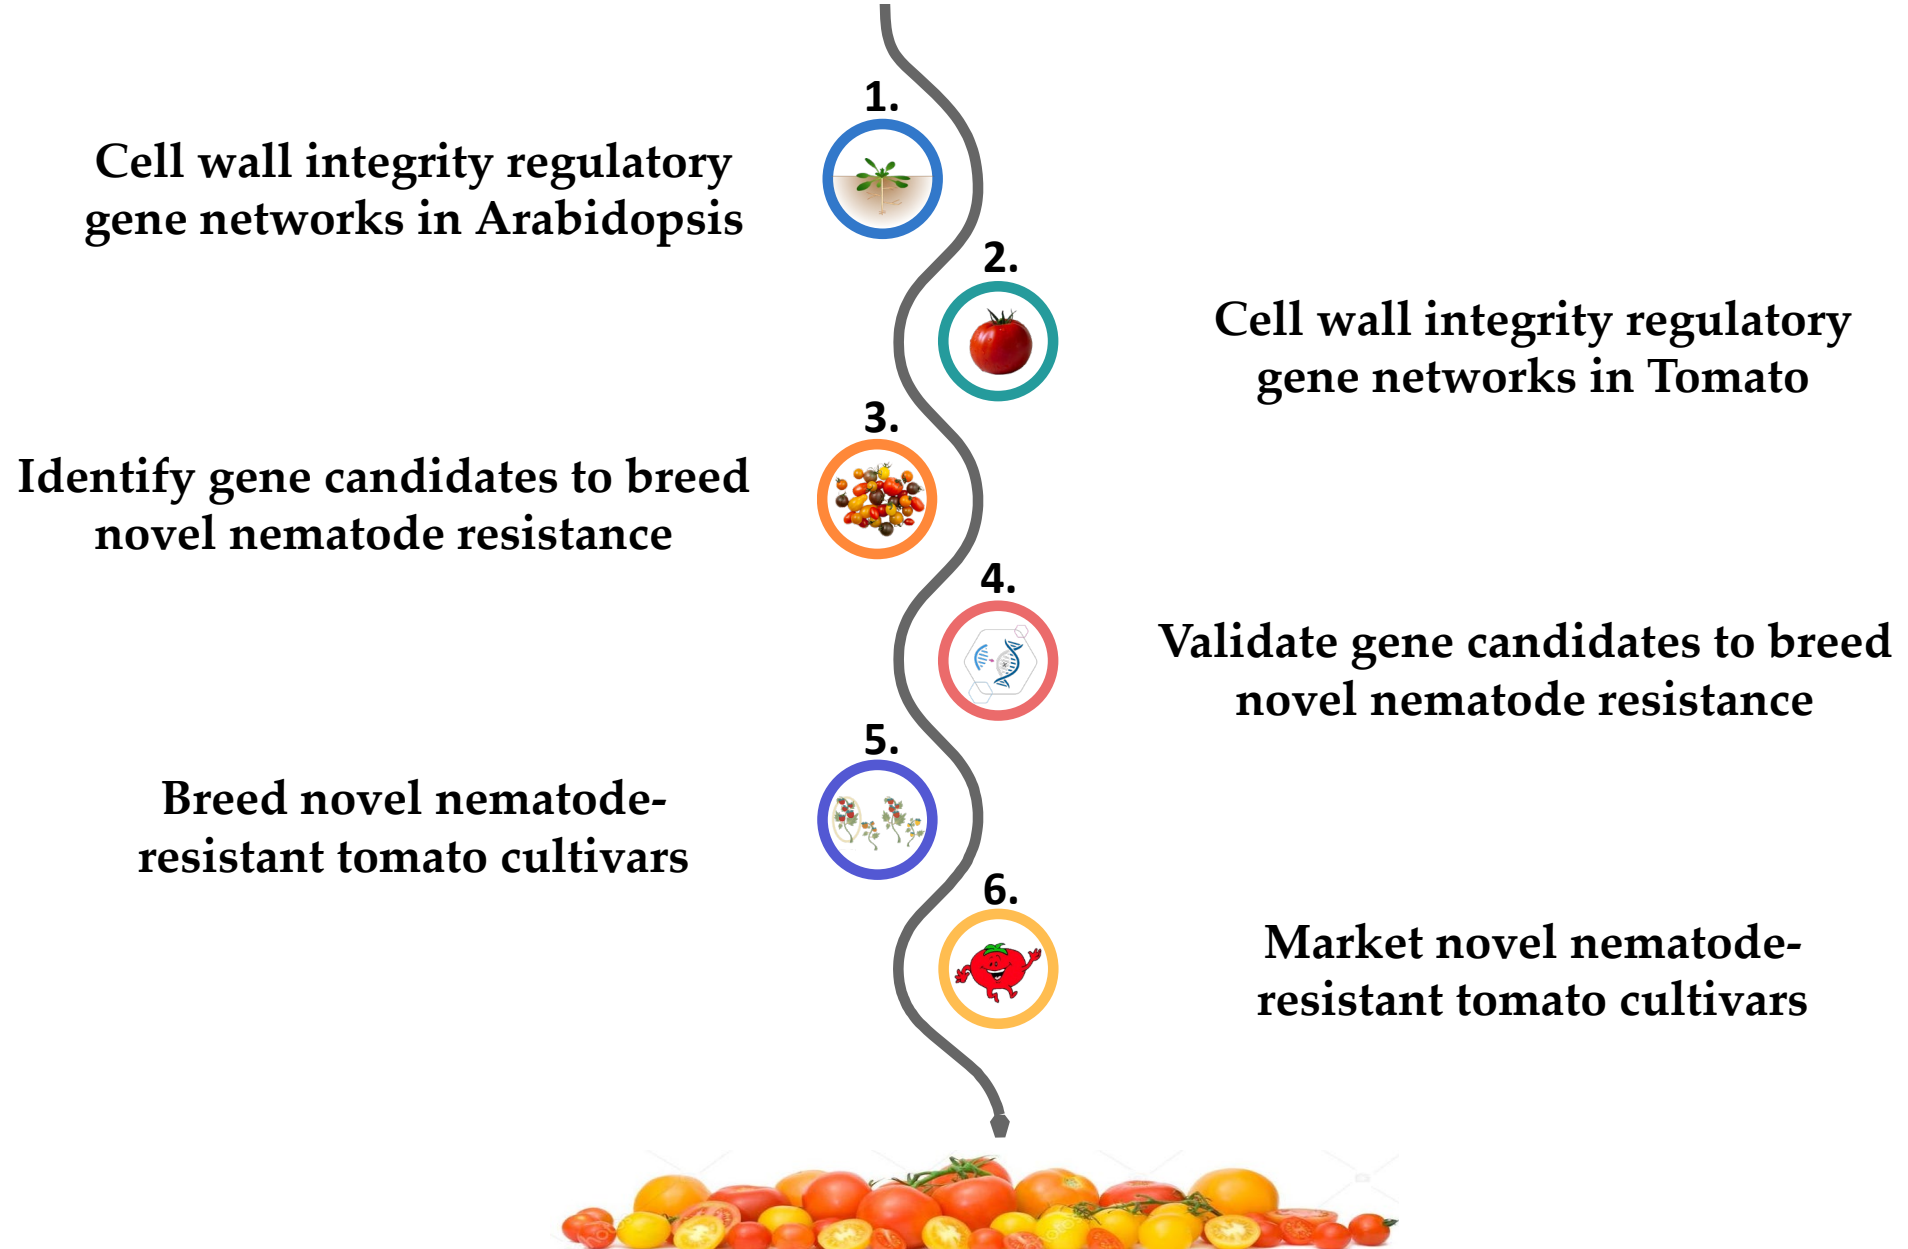 1.
Cell wall integrity regulatory
gene networks in Arabidopsis
2.
Cell wall integrity regulatory
gene networks in Tomato
3.
Identify gene candidates to breed
novel nematode resistance
4.
Validate gene candidates to breed
novel nematode resistance
5.
Breed novel nematode-
resistant tomato cultivars
6.
Market novel nematode-
resistant tomato cultivars